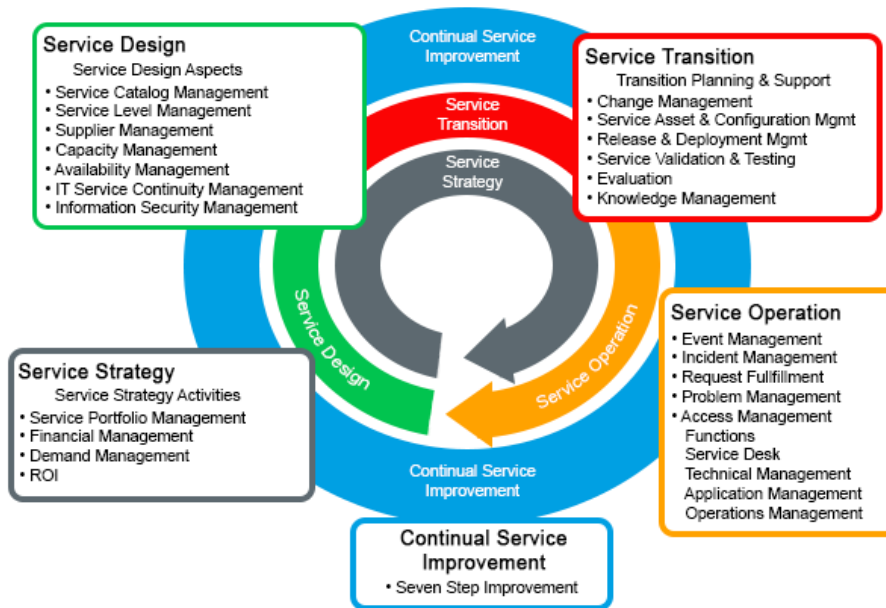 Service Design
Service Design Aspects
• Service Catalog Management
• Service Level Management
• Supplier Management
• Capacity Management
• Availability Management
• IT Service Continuity Management
• Information Security Management
Continual Service
Improvement
Service Transition
Transition Planning & Support
• Change Management
• Service Asset & Configuration Mgmt
• Release & Deployment Mgmt
• Service Validation & Testing
• Evaluation
• Knowledge Management
Service
Transition
Service
Strategy
Service Design
Service Operation
Service Strategy
Service Strategy Activities
• Service Portfolio Management
• Financial Management
• Demand Management
• ROI
Service Operation
• Event Management
• Incident Management
• Request Fullfillment
• Problem Management
• Access Management
Functions
Service Desk
Technical Management
Application Management
Operations Management
Continual Service
Improvement
Continual Service
Improvement
• Seven Step Improvement